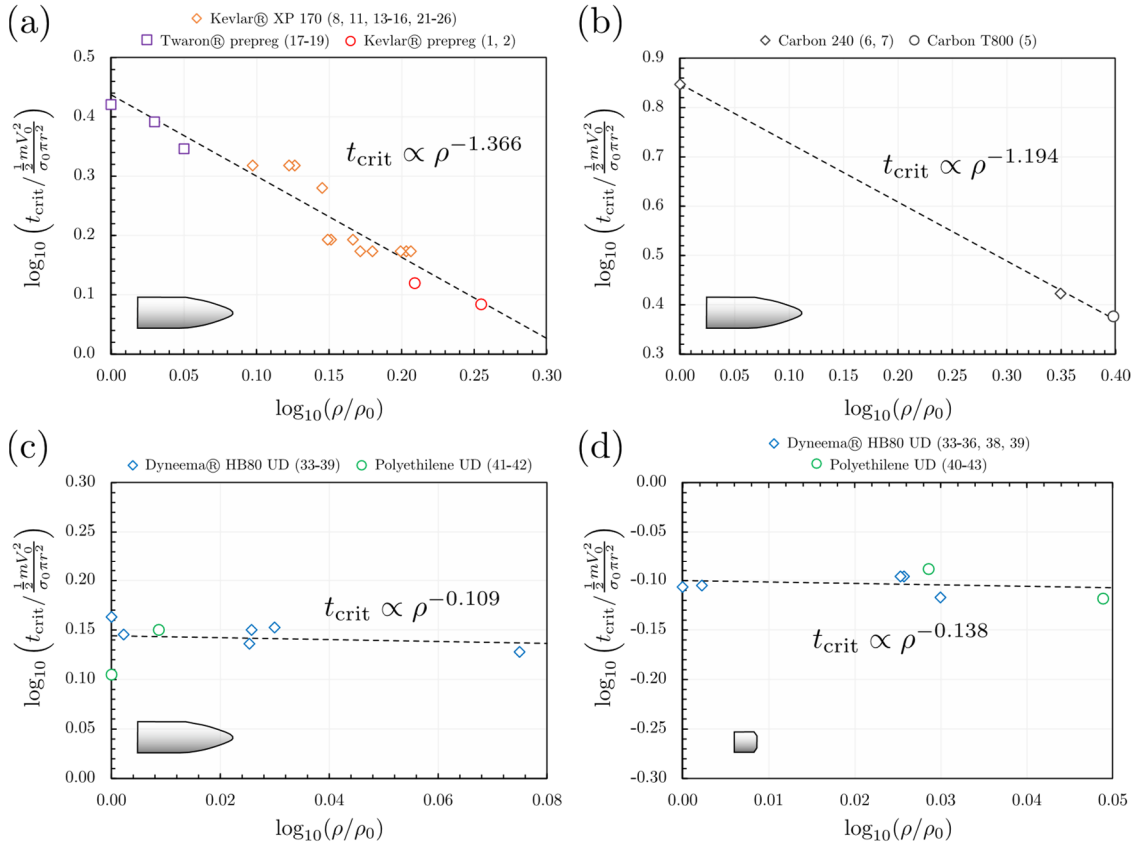 (a)
Kevlar® XP 170 (8, 11, 13-16, 21-26)
Twaron® prepreg (17-19) Kevlar® prepreg (1, 2)
0.5
0.4
0.3
0.2
0.1
0.0
log₁₀ (t_crit / ½mV₀² / σ₀πr²)
t_crit ∝ ρ^−1.366
0.00 0.05 0.10 0.15 0.20 0.25 0.30
log₁₀(ρ/ρ₀)
(b)
Carbon 240 (6, 7) Carbon T800 (5)
0.9
0.8
0.7
0.6
0.5
0.4
0.3
log₁₀ (t_crit / ½mV₀² / σ₀πr²)
t_crit ∝ ρ^−1.194
0.00 0.05 0.10 0.15 0.20 0.25 0.30 0.35 0.40
log₁₀(ρ/ρ₀)
(c)
Dyneema® HB80 UD (33-39) Polyethilene UD (41-42)
0.30
0.25
0.20
0.15
0.10
0.05
0.00
log₁₀ (t_crit / ½mV₀² / σ₀πr²)
t_crit ∝ ρ^−0.109
0.00 0.02 0.04 0.06 0.08
log₁₀(ρ/ρ₀)
(d)
Dyneema® HB80 UD (33-36, 38, 39)
Polyethilene UD (40-43)
0.00
-0.05
-0.10
-0.15
-0.20
-0.25
-0.30
log₁₀ (t_crit / ½mV₀² / σ₀πr²)
t_crit ∝ ρ^−0.138
0.00 0.01 0.02 0.03 0.04 0.05
log₁₀(ρ/ρ₀)